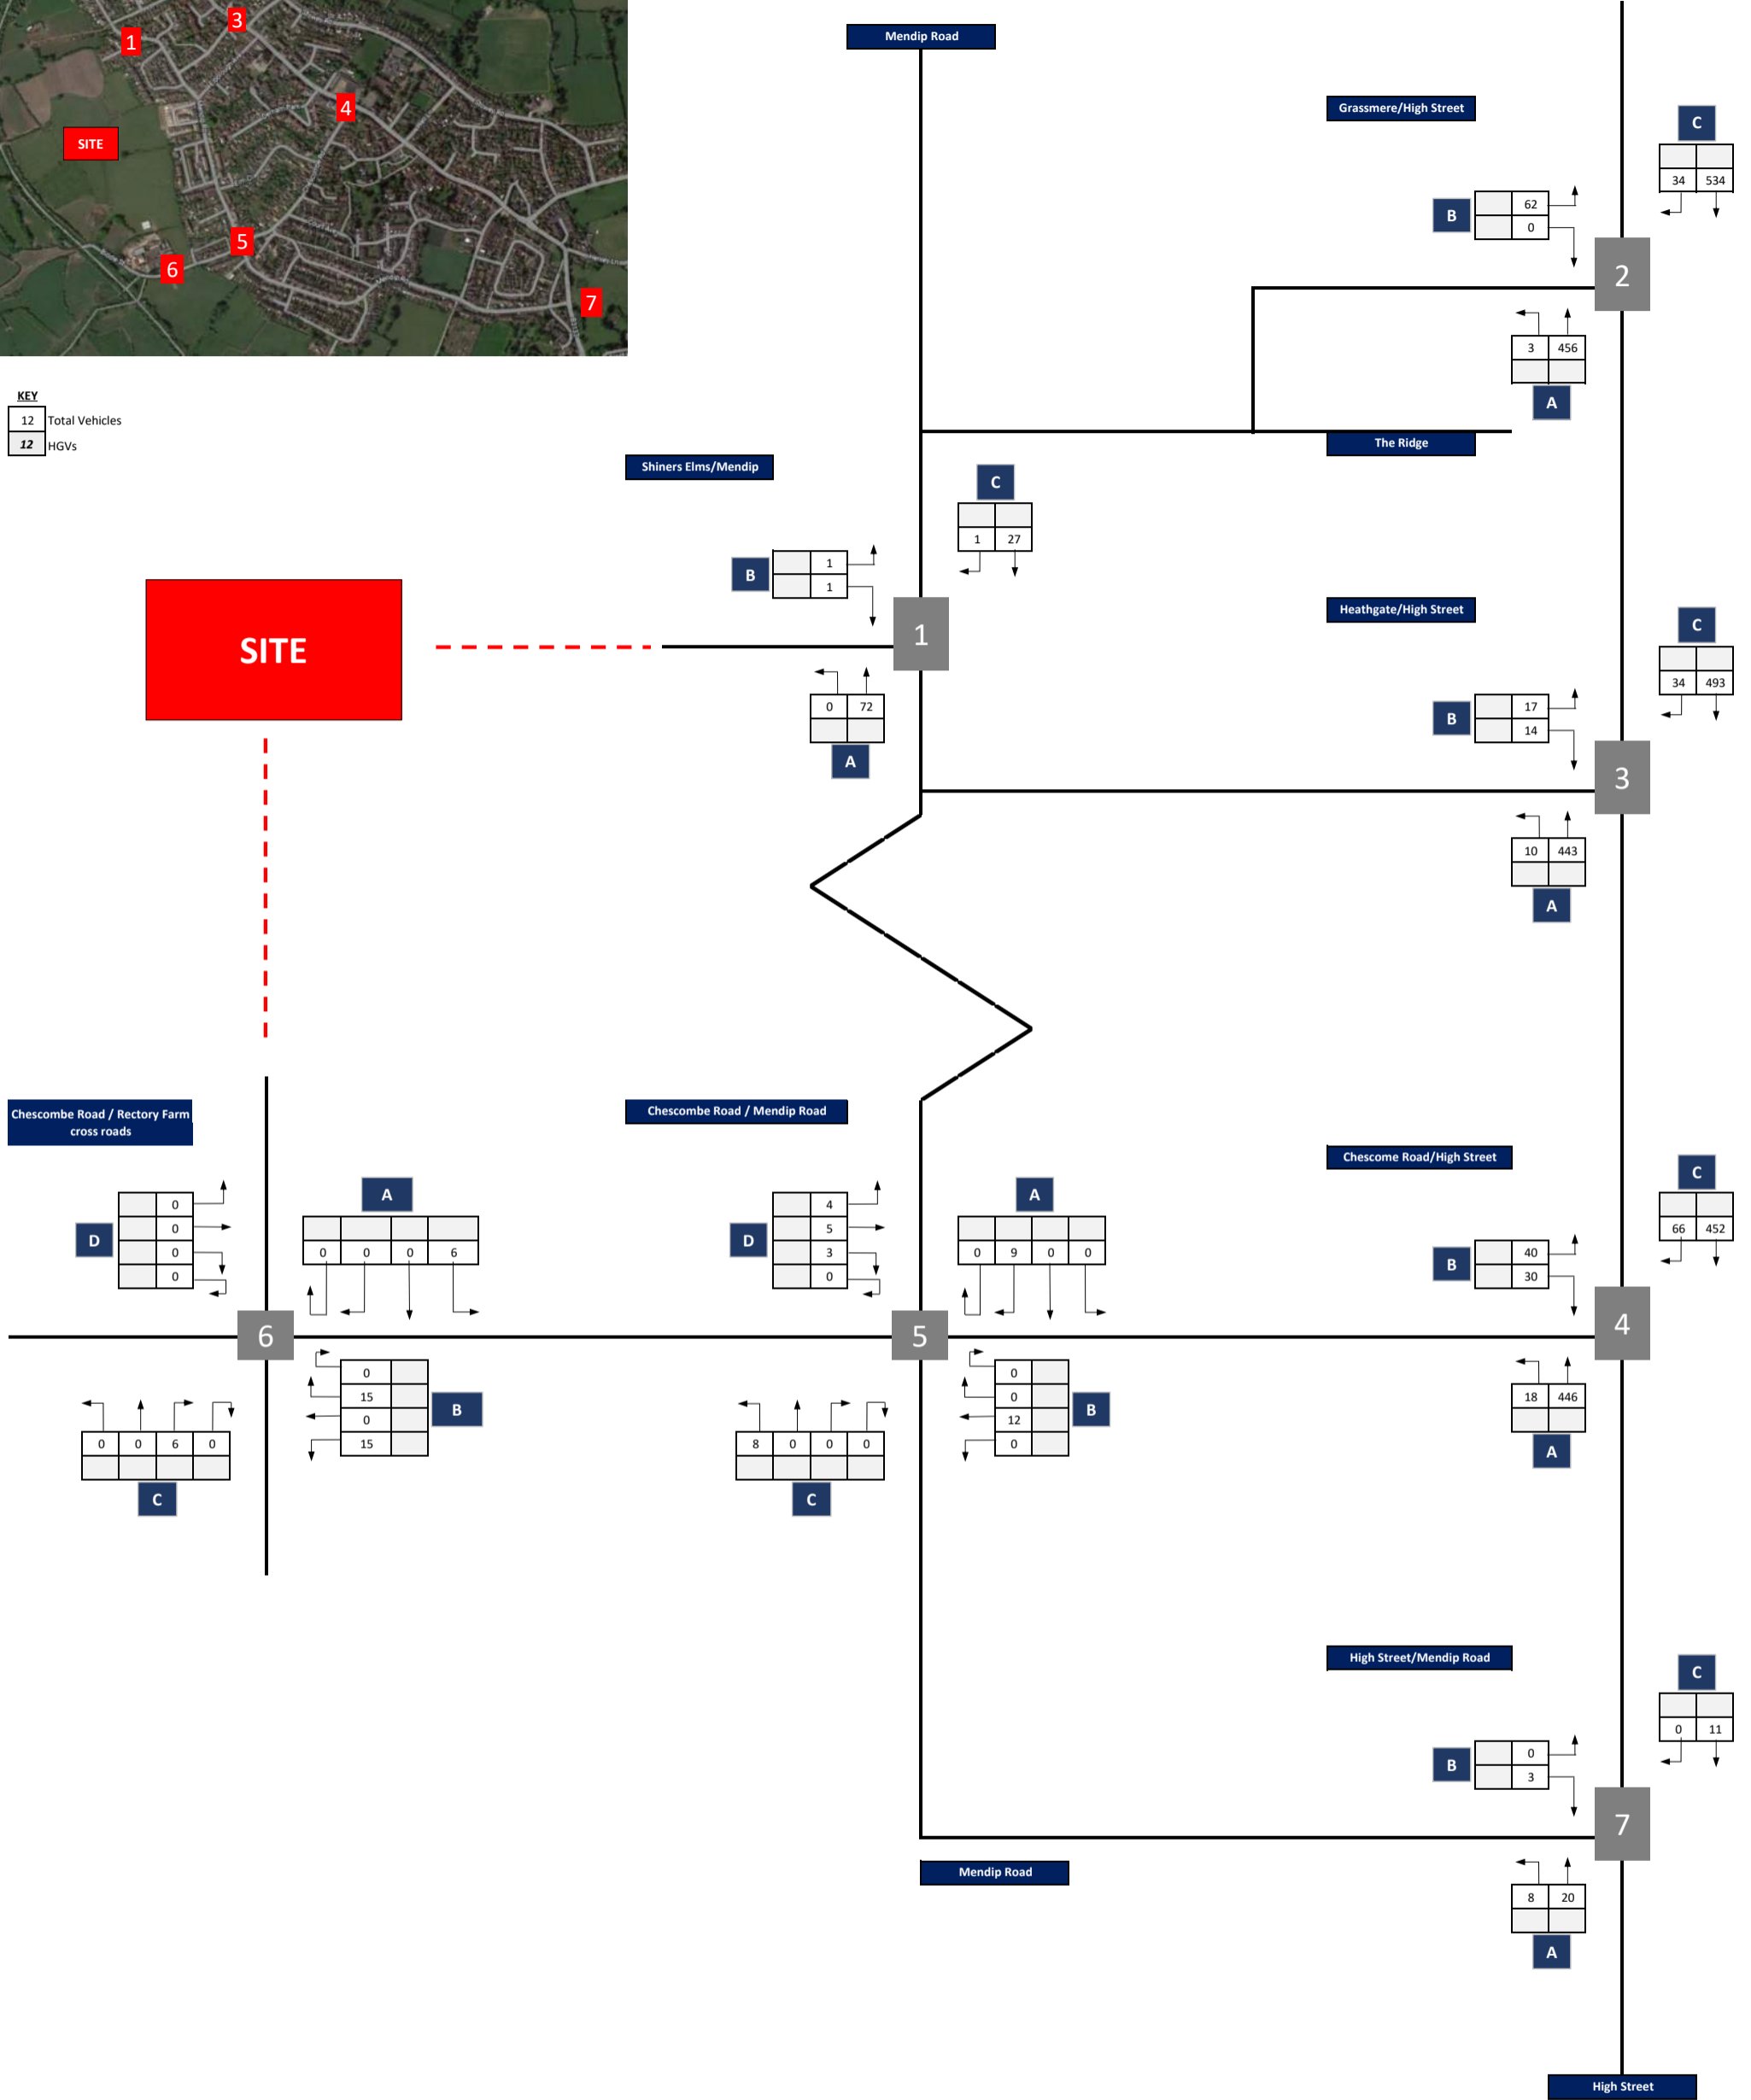 3
1
4
SITE
5
6
7
KEY
12 Total Vehicles
12 HGVs
Mendip Road
Grassmere/High Street
C
34 534
B
62
0
2
3 456
A
The Ridge
Shiners Elms/Mendip
C
1 27
B
1
1
1
0 72
A
SITE
Heathgate/High Street
C
34 493
B
17
14
3
10 443
A
Chescombe Road / Rectory Farm
cross roads
D
0
0
0
0
A
0 0 0 6
6
0
15
0
15
B
0 0 6 0
C
Chescombe Road / Mendip Road
D
4
5
3
0
A
0 9 0 0
5
0
0
12
0
B
8 0 0 0
C
Chescome Road/High Street
C
66 452
B
40
30
4
18 446
A
High Street/Mendip Road
C
0 11
B
0
3
7
Mendip Road
8 20
A
High Street